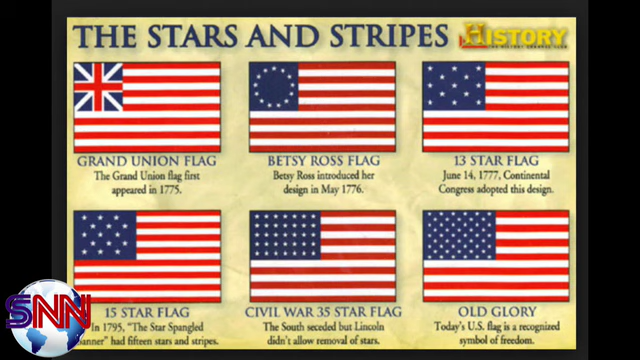 THE STARS AND STRIPES
HISTORY
THE HISTORY CHANNEL CLUB
GRAND UNION FLAG
The Grand Union flag first
appeared in 1775.
BETSY ROSS FLAG
Betsy Ross introduced her
design in May 1776.
13 STAR FLAG
June 14, 1777, Continental
Congress adopted this design.
15 STAR FLAG
In 1795, "The Star Spangled
anner" had fifteen stars and stripes.
CIVIL WAR 35 STAR FLAG
The South seceded but Lincoln
didn't allow removal of stars.
OLD GLORY
Today's U.S. flag is a recognized
symbol of freedom.
SNN